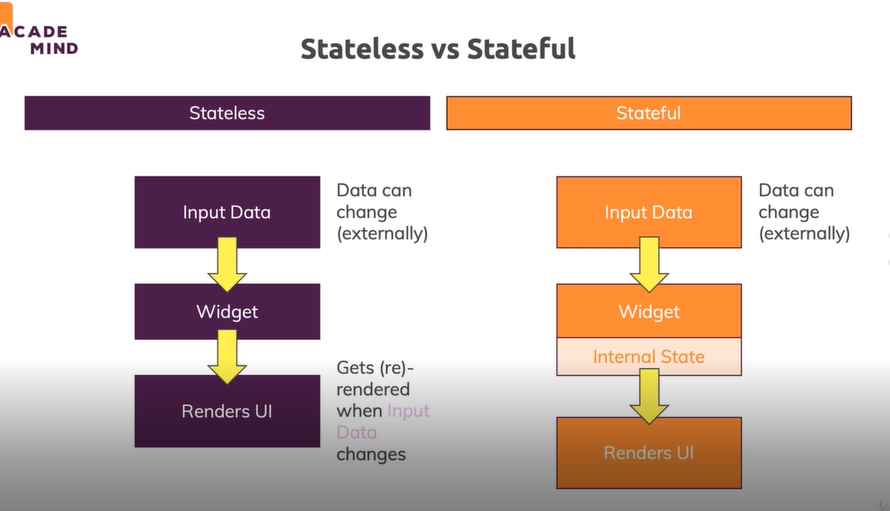 ACADE
MIND
Stateless vs Stateful
Stateless
Stateful
Input Data
Data can
change
(externally)
Widget
Gets (re)-
rendered
when Input
Data
changes
Renders UI
Input Data
Data can
change
(externally)
Widget
Internal State
Renders UI